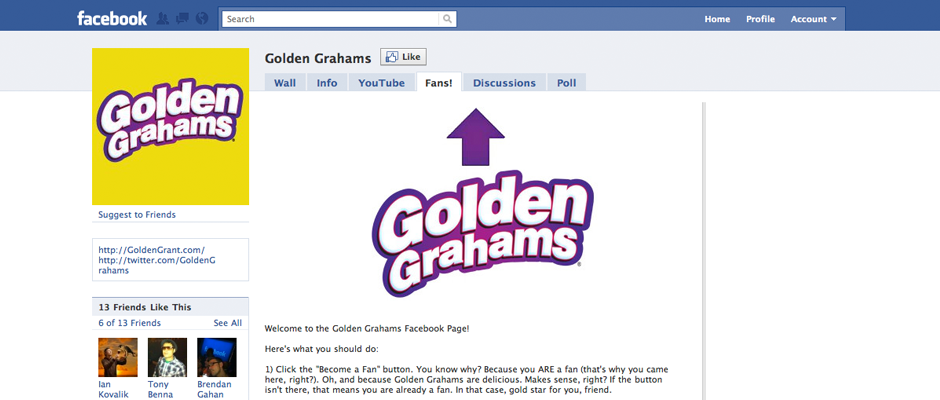 facebook
Search
Home Profile Account
Golden Grahams
Like
Wall Info YouTube Fans! Discussions Poll
Golden
Grahams
Golden
Grahams
Suggest to Friends
http://GoldenGrant.com/
http://twitter.com/GoldenG
rahams
13 Friends Like This
6 of 13 Friends See All
Ian
Kovalik
Tony
Benna
Brendan
Gahan
Welcome to the Golden Grahams Facebook Page!
Here's what you should do:
1) Click the "Become a Fan" button. You know why? Because you ARE a fan (that's why you came
here, right?). Oh, and because Golden Grahams are delicious. Makes sense, right? If the button
isn't there, that means you are already a fan. In that case, gold star for you, friend.